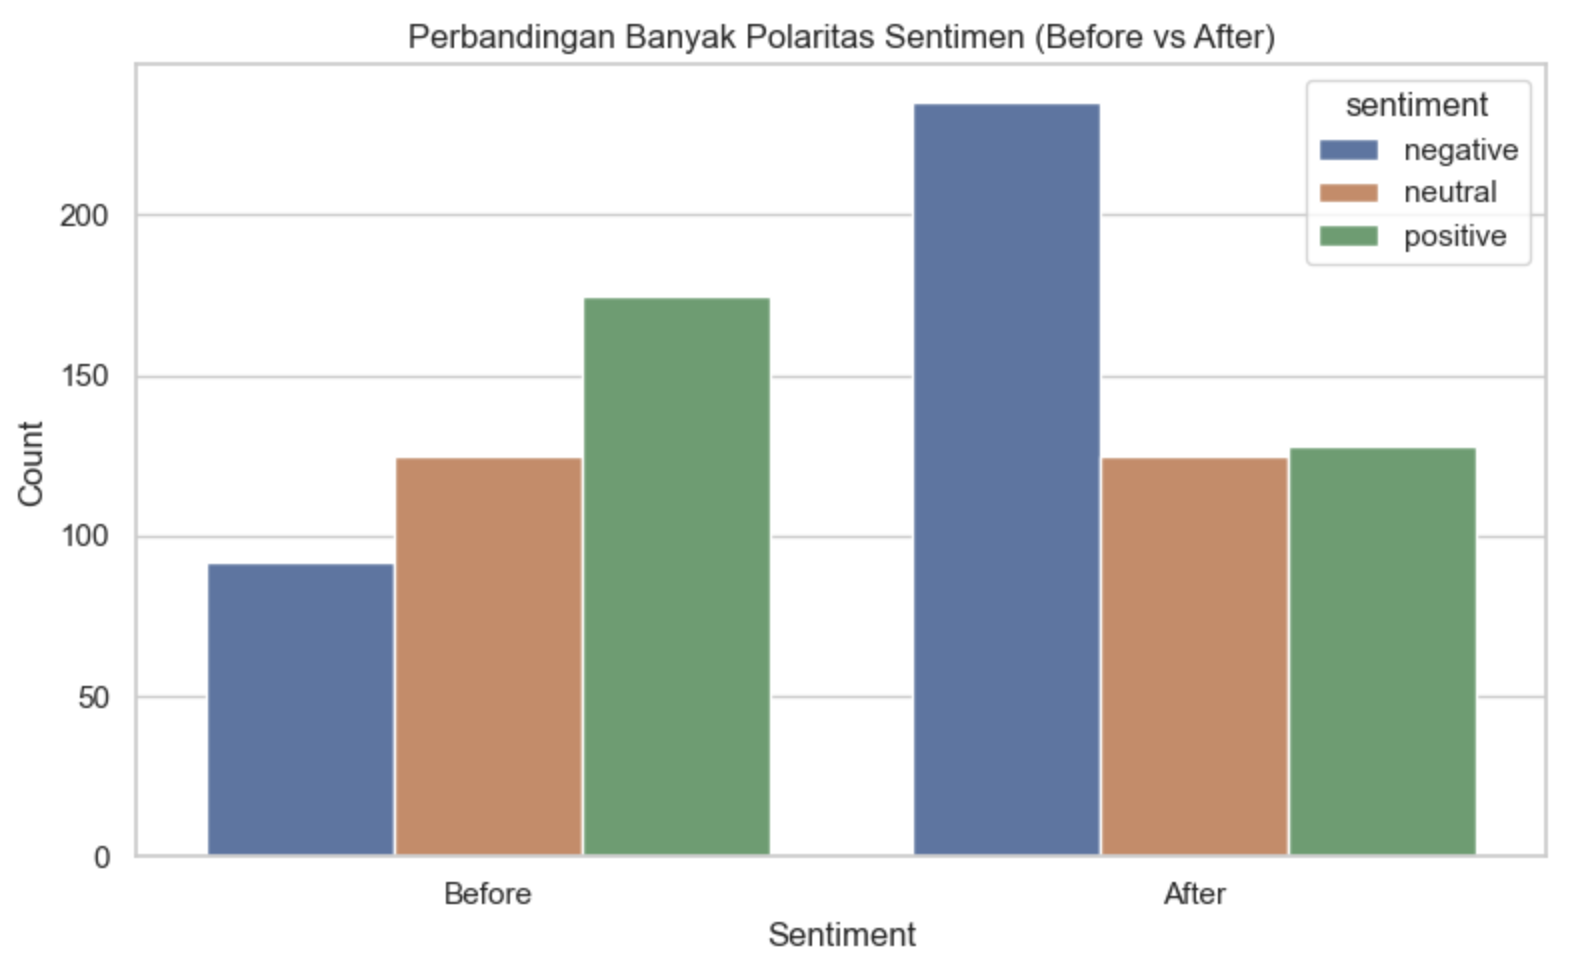 Perbandingan Banyak Polaritas Sentimen (Before vs After)
sentiment
negative
neutral
positive
200
150
100
50
0
Count
Before
After
Sentiment